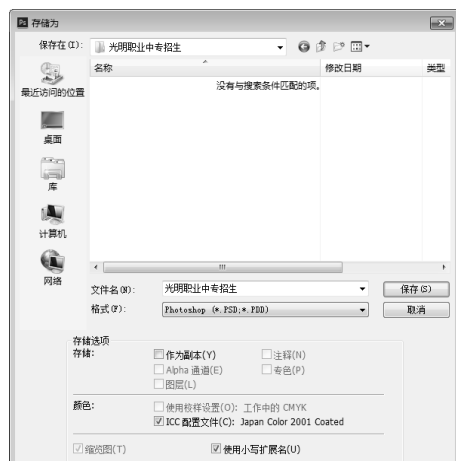 Ps 存储为
保存在(I): 光明职业中专招生
名称 修改日期 类型
没有与搜索条件匹配的项。
最近访问的位置
桌面
库
计算机
网络
文件名(N): 光明职业中专招生 保存(S)
格式(F): Photoshop (*.PSD;*.PDD) 取消
存储选项
存储: 作为副本(Y) 注释(N)
Alpha 通道(E) 专色(P)
图层(L)
颜色: 使用校样设置(O): 工作中的 CMYK
ICC 配置文件(C): Japan Color 2001 Coated
缩览图(T) 使用小写扩展名(U)